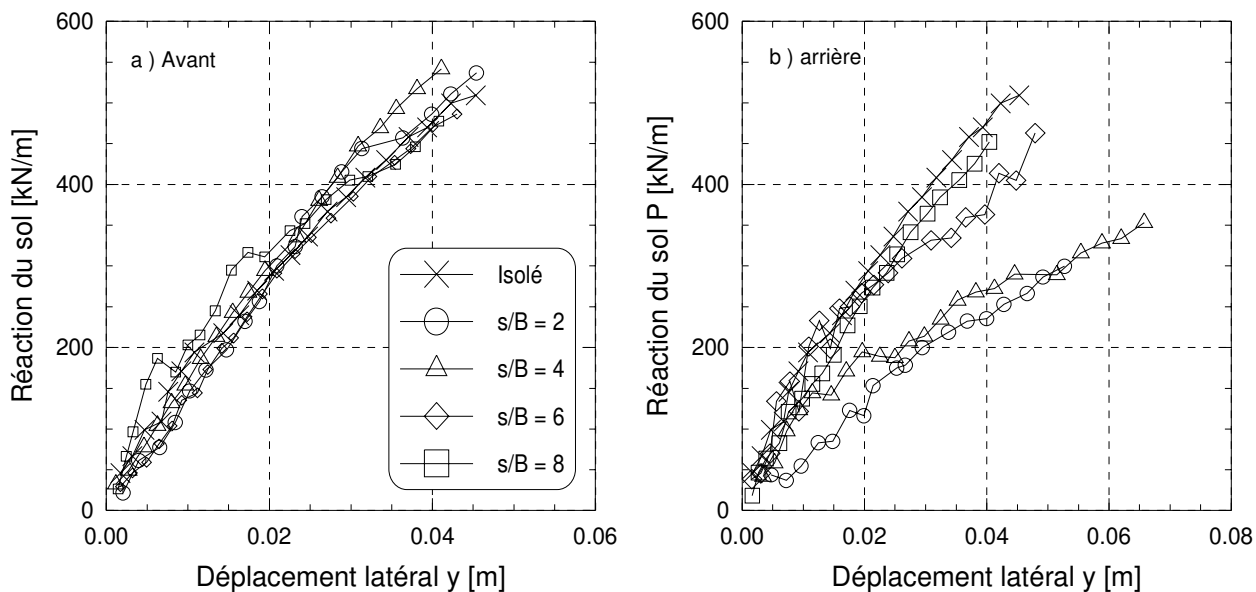 a ) Avant
Réaction du sol [kN/m]
600
400
200
0
0.00
0.02
0.04
0.06
Déplacement latéral y [m]
Isolé
s/B = 2
s/B = 4
s/B = 6
s/B = 8
b ) arrière
Réaction du sol P [kN/m]
600
400
200
0
0.00
0.02
0.04
0.06
0.08
Déplacement latéral y [m]